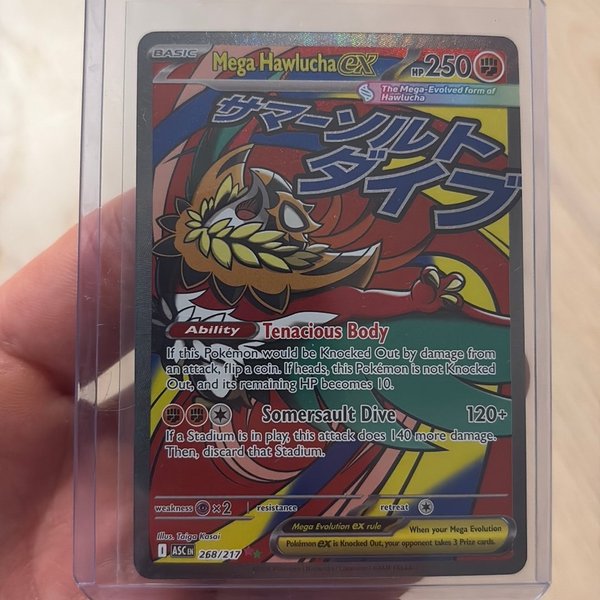 BASIC
Mega Hawlucha ex HP 250
The Mega-Evolved form of
Hawlucha
サマーソルト
ダイブ
Ability Tenacious Body
If this Pokémon would be Knocked Out by damage from
an attack, flip a coin. If heads, this Pokémon is not Knocked
Out, and its remaining HP becomes 10.
Somersault Dive 120+
If a Stadium is in play, this attack does 140 more damage.
Then, discard that Stadium.
weakness ×2 resistance retreat
Mega Evolution ex rule
When your Mega Evolution
Pokémon ex is Knocked Out, your opponent takes 3 Prize cards.
Illus. Taiga Kasai
I ASC EN 268/217